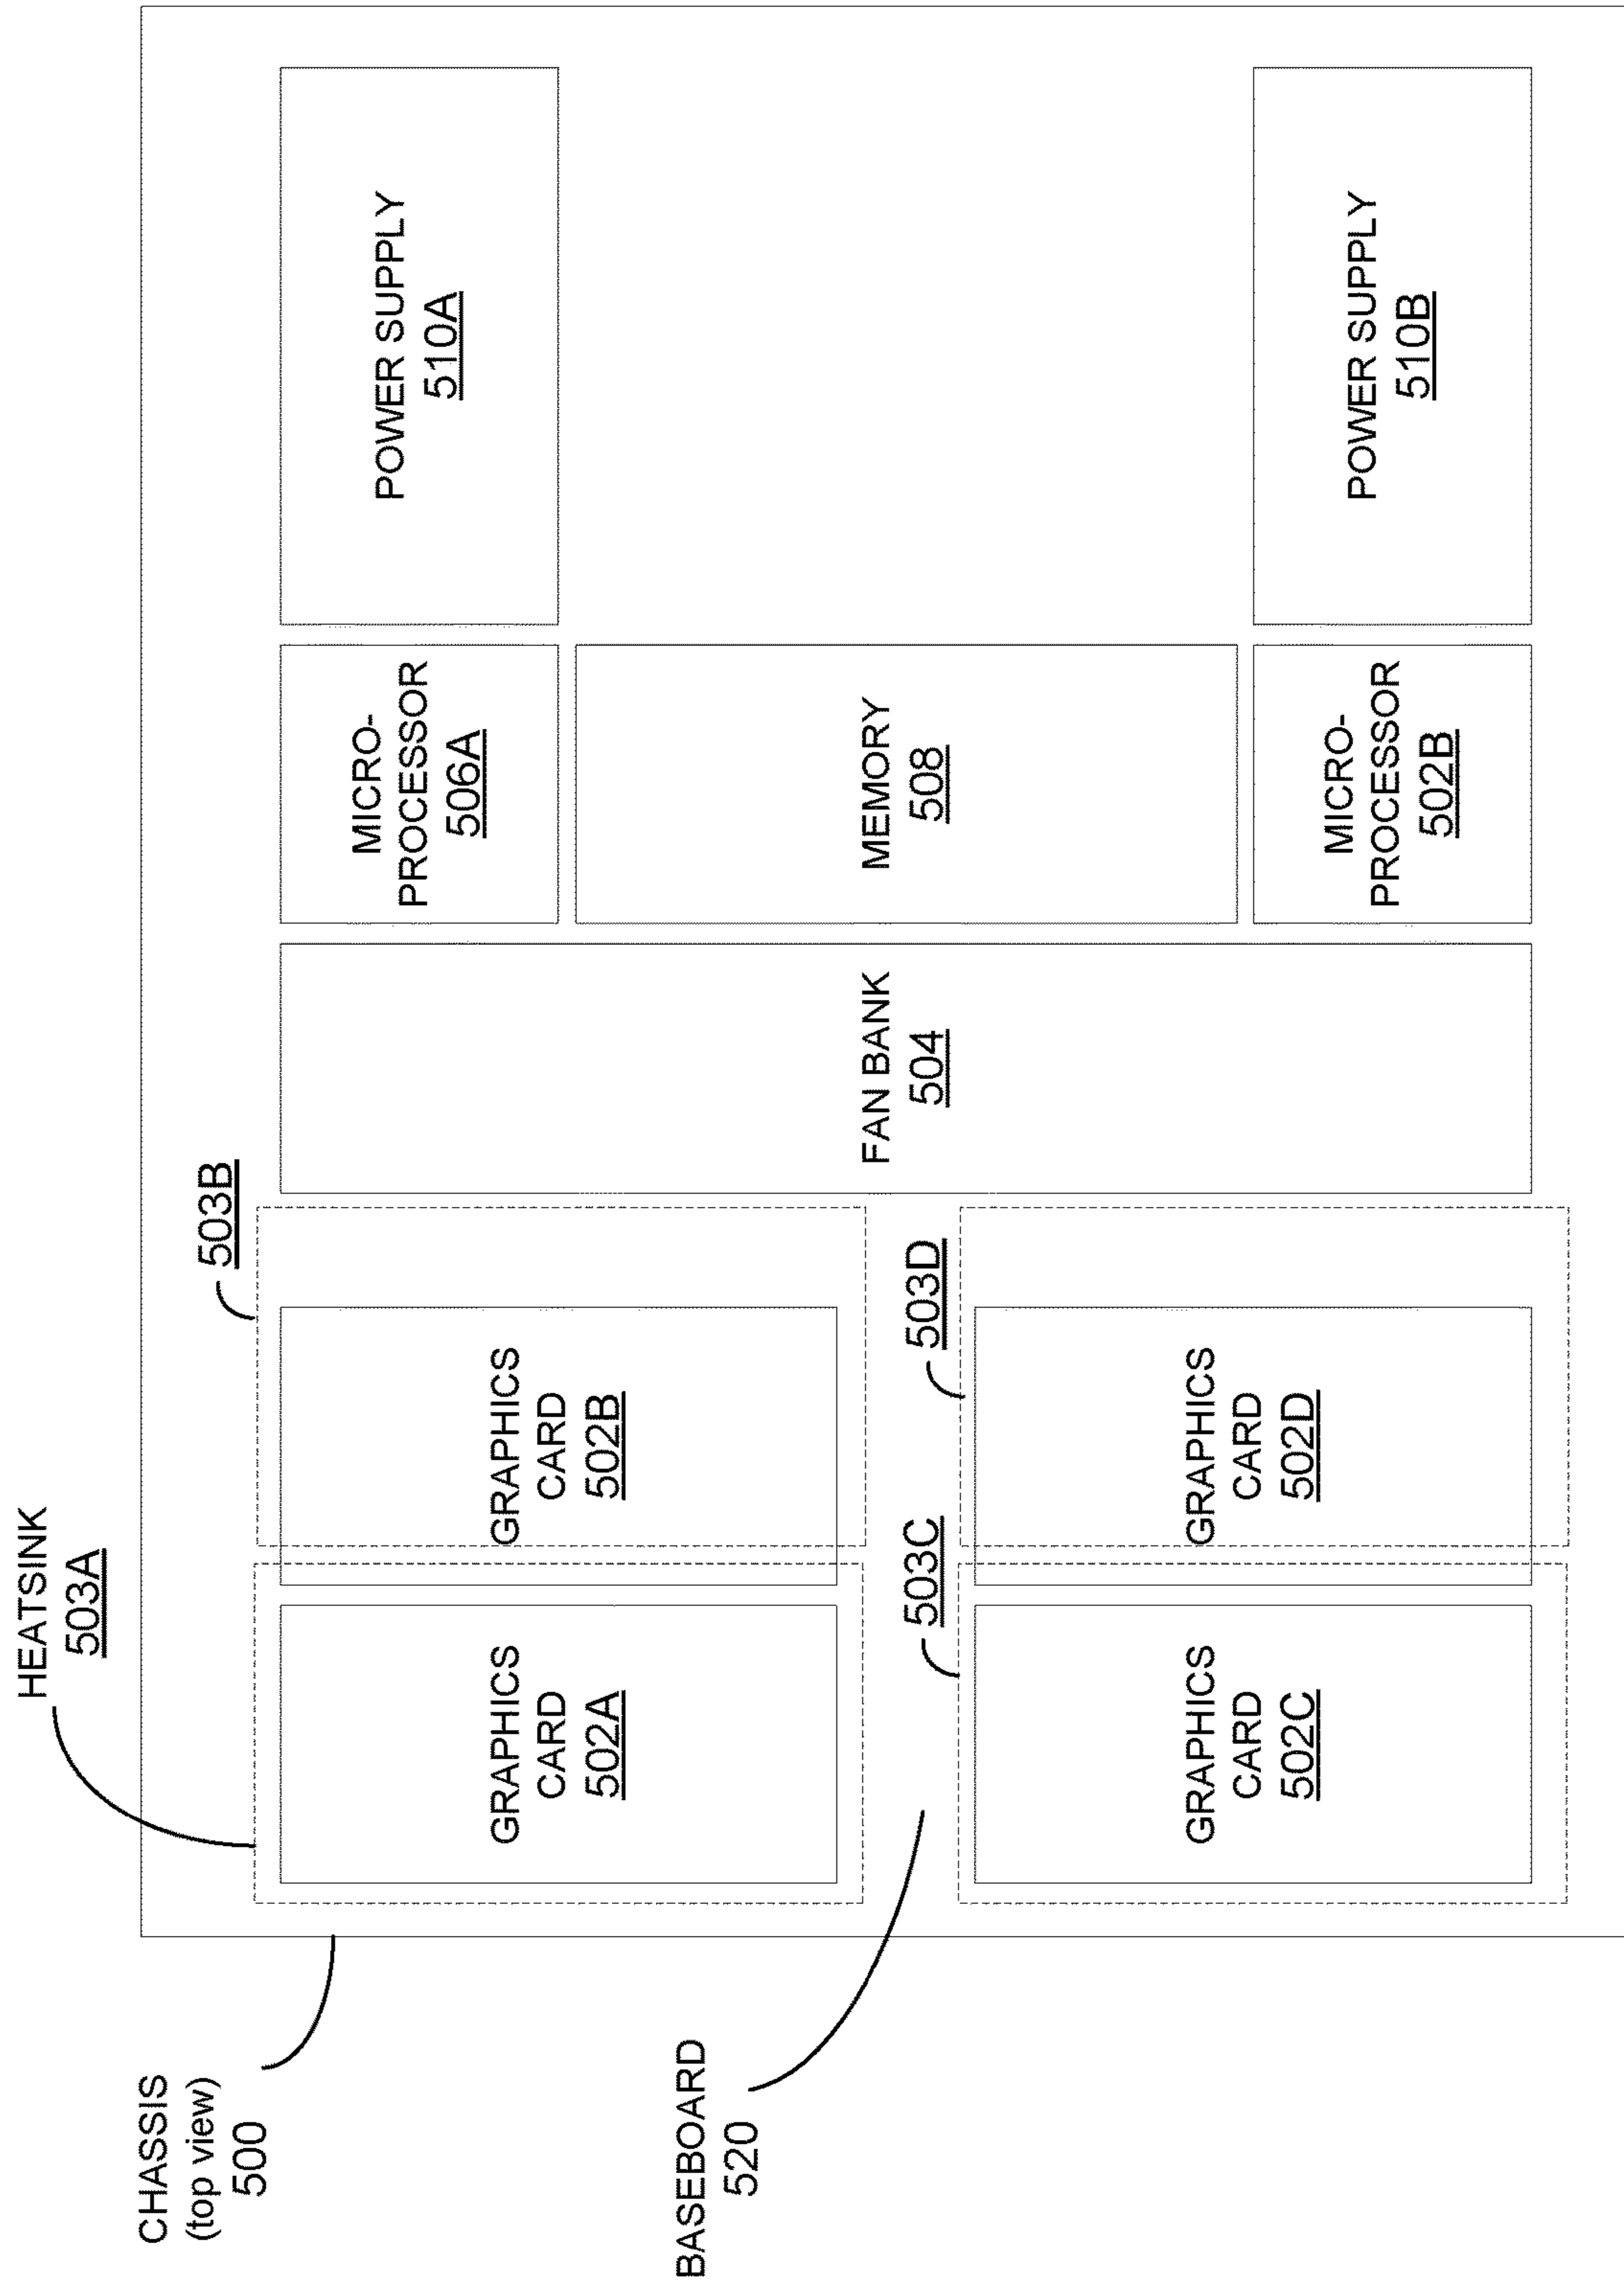 CHASSIS
(top view)
500
HEATSINK
503A
503B
GRAPHICS
CARD
502A
GRAPHICS
CARD
502B
FAN BANK
504
MICRO-
PROCESSOR
506A
POWER SUPPLY
510A
MEMORY
508
BASEBOARD
520
503C
503D
GRAPHICS
CARD
502C
GRAPHICS
CARD
502D
MICRO-
PROCESSOR
502B
POWER SUPPLY
510B